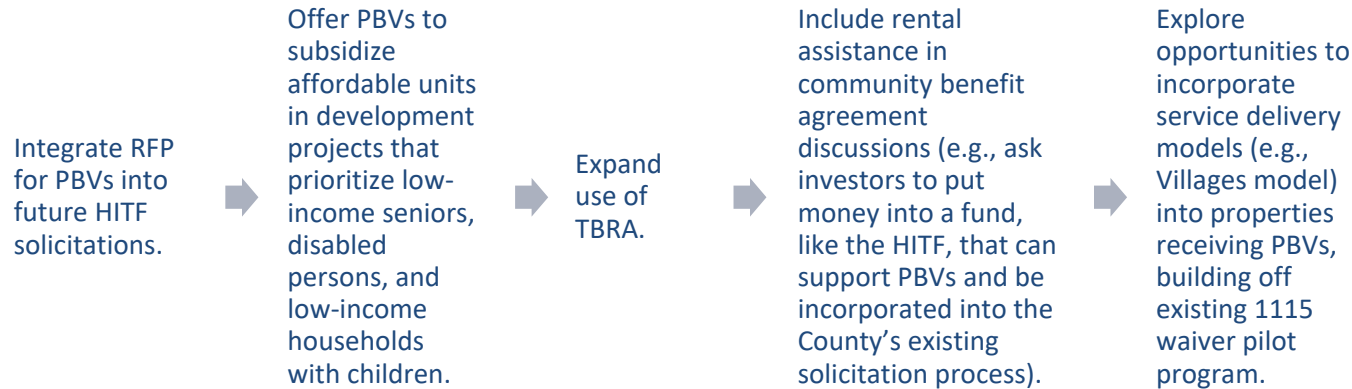 Integrate RFP
for PBVs into
future HITF
solicitations.
Offer PBVs to
subsidize
affordable units
in development
projects that
prioritize low-
income seniors,
disabled
persons, and
low-income
households
with children.
Expand
use of
TBRA.
Include rental
assistance in
community benefit
agreement
discussions (e.g., ask
investors to put
money into a fund,
like the HITF, that can
support PBVs and be
incorporated into the
County’s existing
solicitation process).
Explore
opportunities to
incorporate
service delivery
models (e.g.,
Villages model)
into properties
receiving PBVs,
building off
existing 1115
waiver pilot
program.